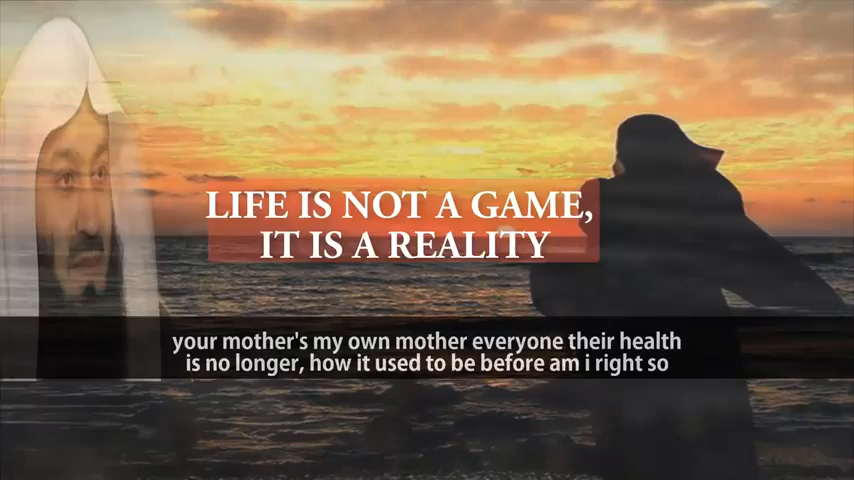 LIFE IS NOT A GAME,
IT IS A REALITY
your mother's my own mother everyone their health
is no longer, how it used to be before am i right so